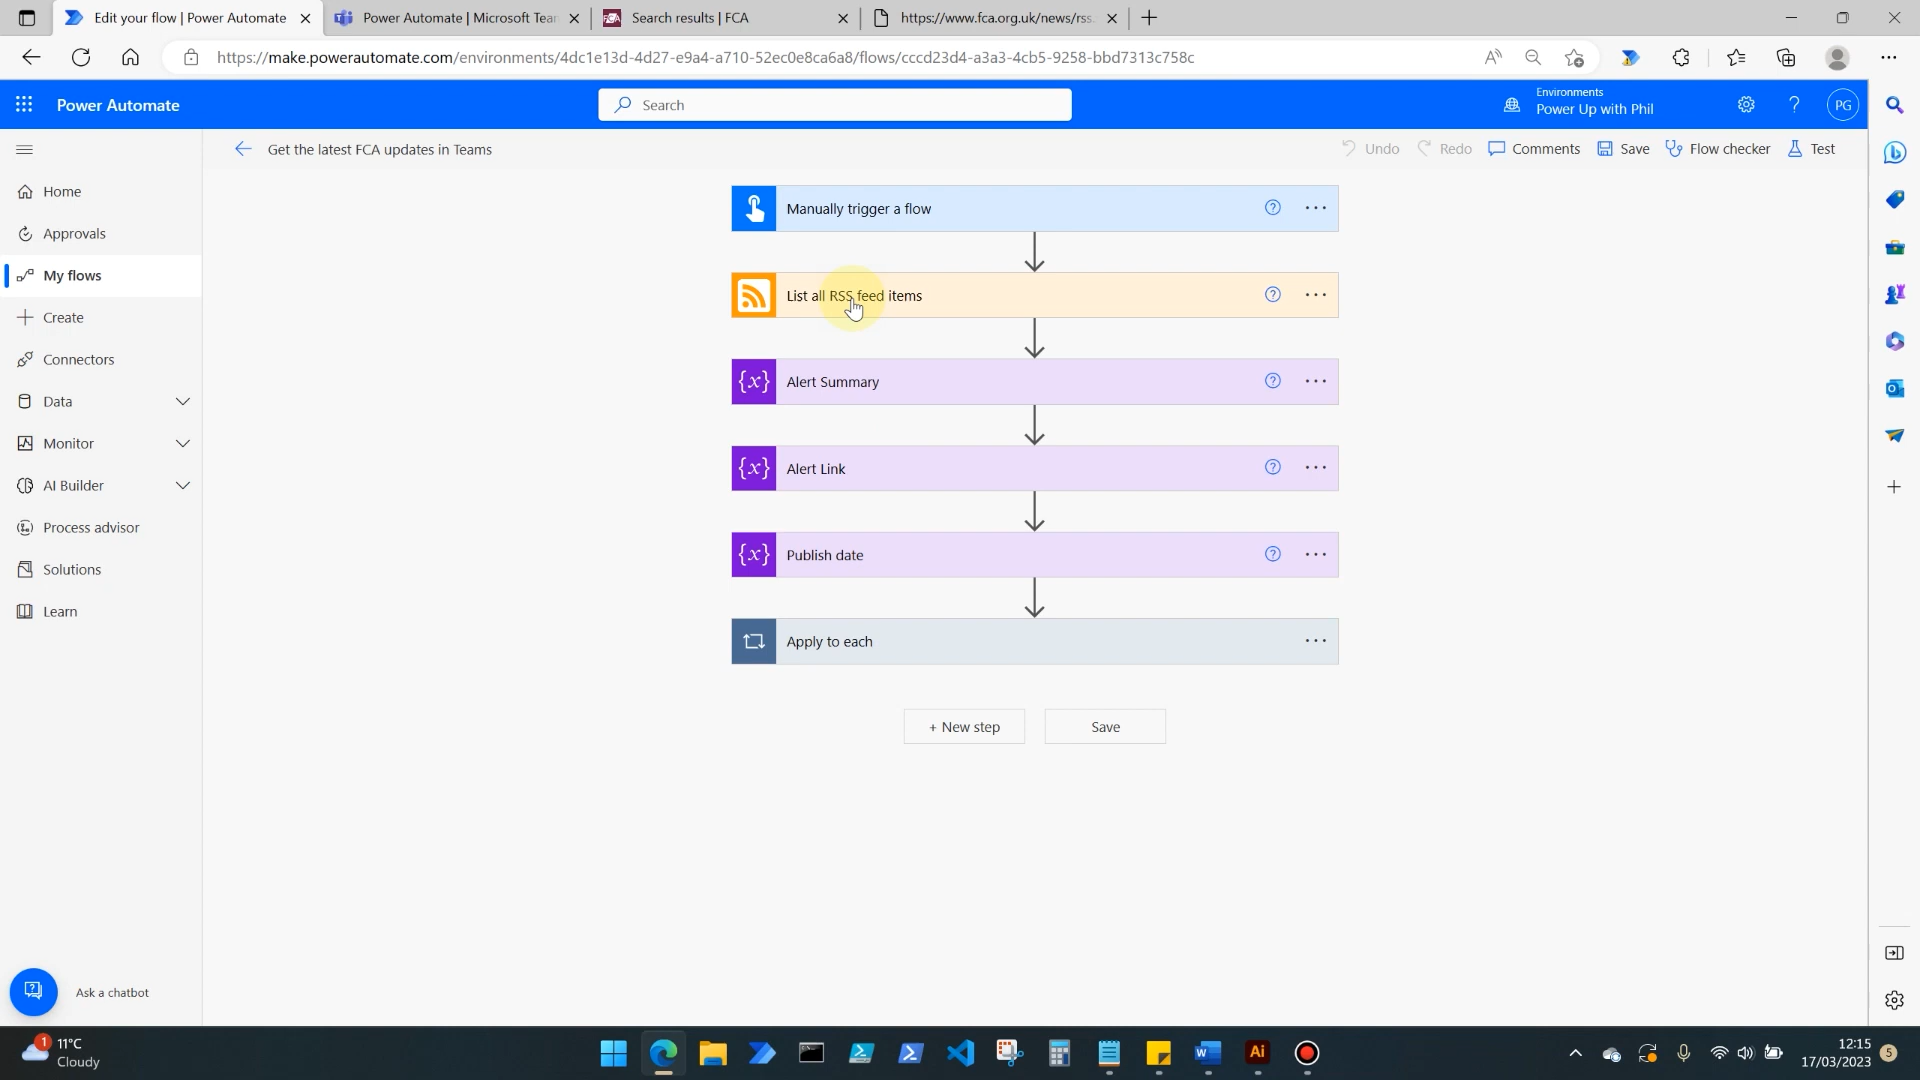 Edit your flow | Power Automate
Power Automate | Microsoft Tear
FCA
Search results | FCA
https://www.fca.org.uk/news/rss.
https://make.powerautomate.com/environments/4dc1e13d-4d27-e9a4-a710-52ec0e8ca6a8/flows/cccd23d4-a3a3-4cb5-9258-bbd7313c758c
Power Automate
Search
Environments
Power Up with Phil
?
PG
Get the latest FCA updates in Teams
Undo
Redo
Comments
Save
Flow checker
Test
Home
Approvals
My flows
Create
Connectors
Data
Monitor
AI Builder
Process advisor
Solutions
Learn
Manually trigger a flow
List all RSS feed items
{x} Alert Summary
{x} Alert Link
{x} Publish date
Apply to each
+ New step
Save
Ask a chatbot
1
11°C
Cloudy
Ai
12:15
17/03/2023
5